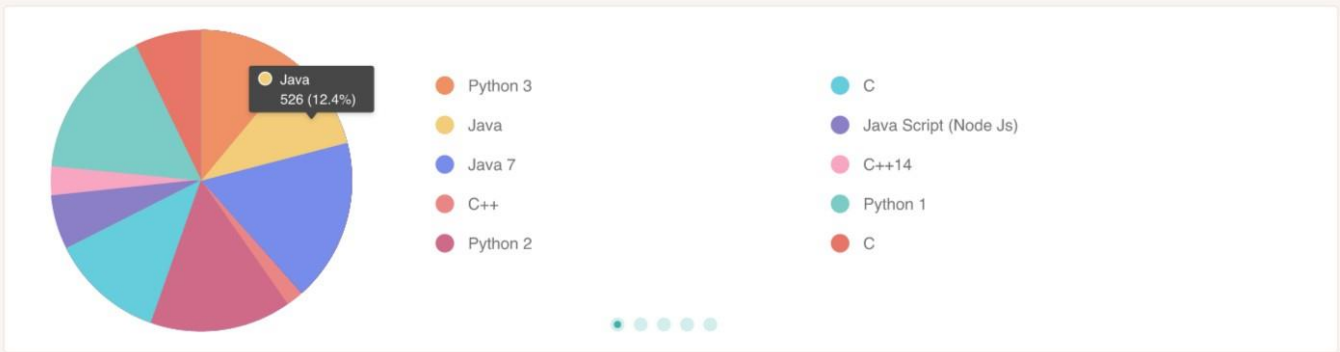 Java
526 (12.4%)
Python 3
Java
Java 7
C++
Python 2
C
Java Script (Node Js)
C++14
Python 1
C